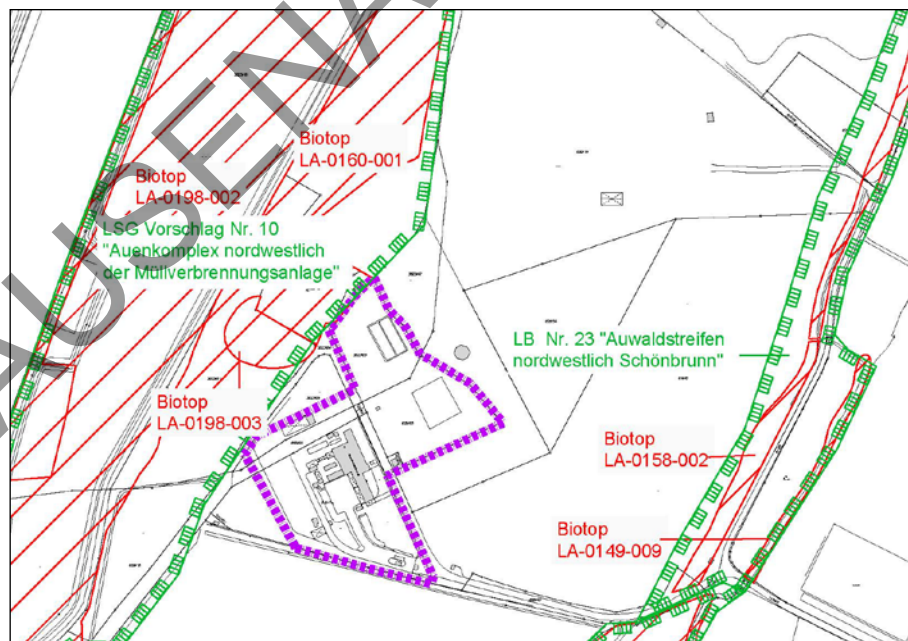 AUSENA
Biotop
LA-0160-001
Biotop
LA-0198-002
LSG Vorschlag Nr. 10
"Auenkomplex nordwestlich
der Müllverbrennungsanlage"
LB Nr. 23 "Auwaldstreifen
nordwestlich Schönbrunn"
Biotop
LA-0198-003
Biotop
LA-0158-002
Biotop
LA-0149-009